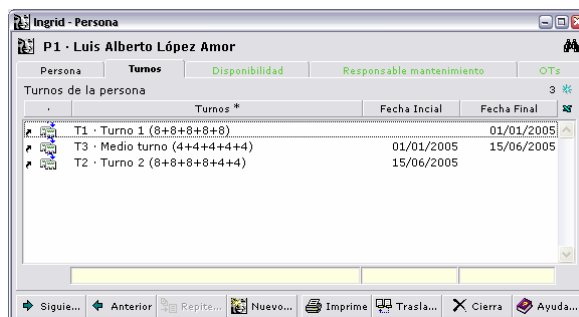 Ingrid - Persona
P1 · Luis Alberto López Amor
Persona Turnos Disponibilidad Responsable mantenimiento OTs
Turnos de la persona 3
· Turnos * Fecha Incial Fecha Final
T1 · Turno 1 (8+8+8+8+8) 01/01/2005
T3 · Medio turno (4+4+4+4+4) 01/01/2005 15/06/2005
T2 · Turno 2 (8+8+8+8+4+4) 15/06/2005
Siguie... Anterior Repite... Nuevo... Imprime Trasla... Cierra Ayuda...